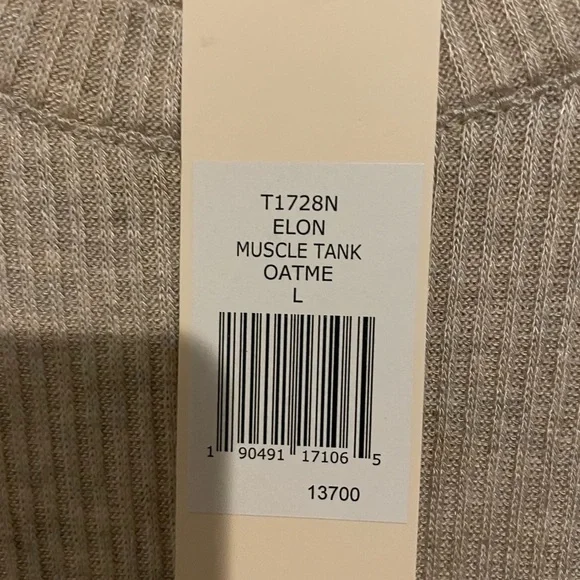 T1728N
ELON
MUSCLE TANK
OATME
L
1 90491 17106 5
13700